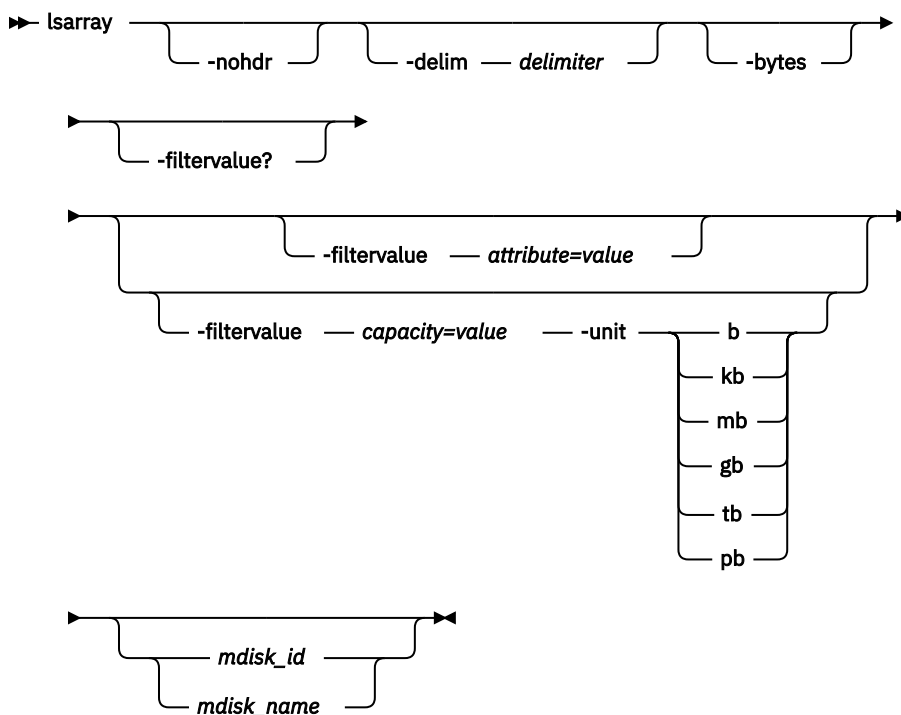 lsarray -nohdr -delim delimiter -bytes
-filtervalue?
-filtervalue attribute=value
-filtervalue capacity=value -unit b
kb
mb
gb
tb
pb
mdisk_id
mdisk_name